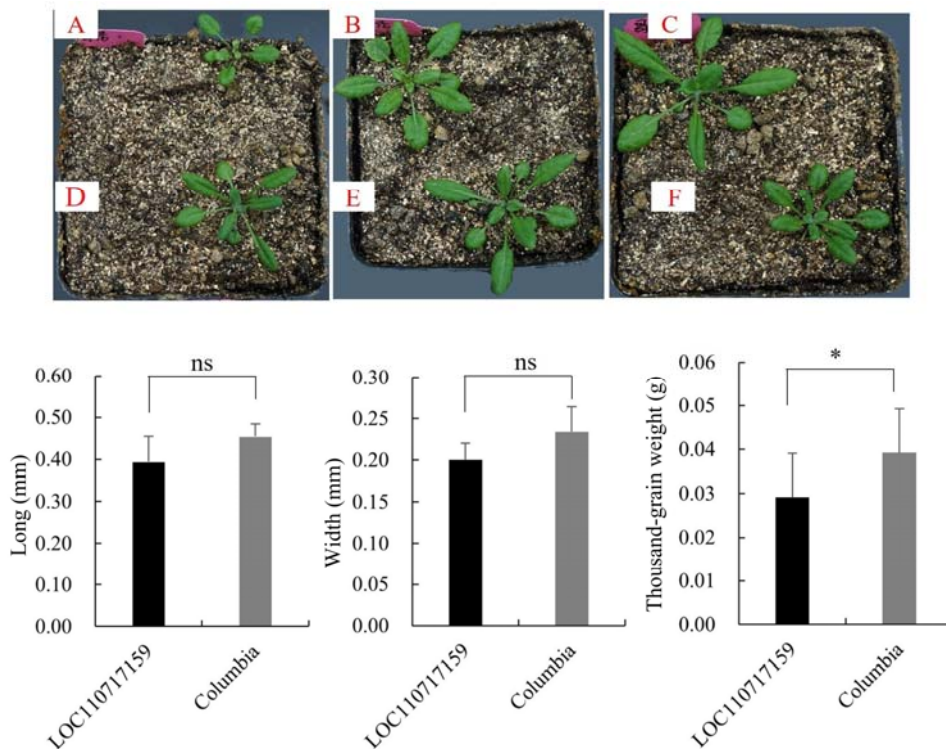 A
B
C
D
E
F
ns
0.60
0.50
0.40
0.30
0.20
0.10
0.00
Long (mm)
LOC110717159
Columbia
ns
0.30
0.25
0.20
0.15
0.10
0.05
0.00
Width (mm)
LOC110717159
Columbia
*
0.06
0.05
0.04
0.03
0.02
0.01
0.00
Thousand-grain weight (g)
LOC110717159
Columbia